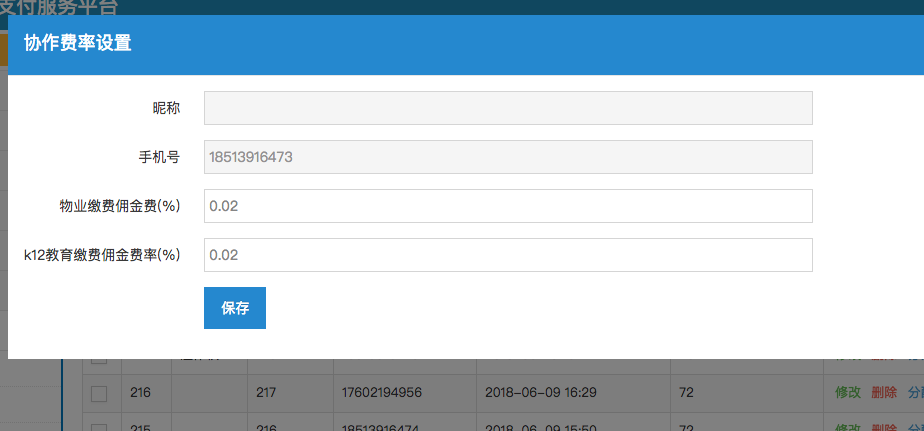 支付服务平台
协作费率设置
昵称
手机号 18513916473
物业缴费佣金费(%) 0.02
k12教育缴费佣金费率(%) 0.02
保存
216 217 17602194956 2018-06-09 16:29 72 修改 删除 分
215 216 18513916474 2018-06-09 15:50 72 修改 删除